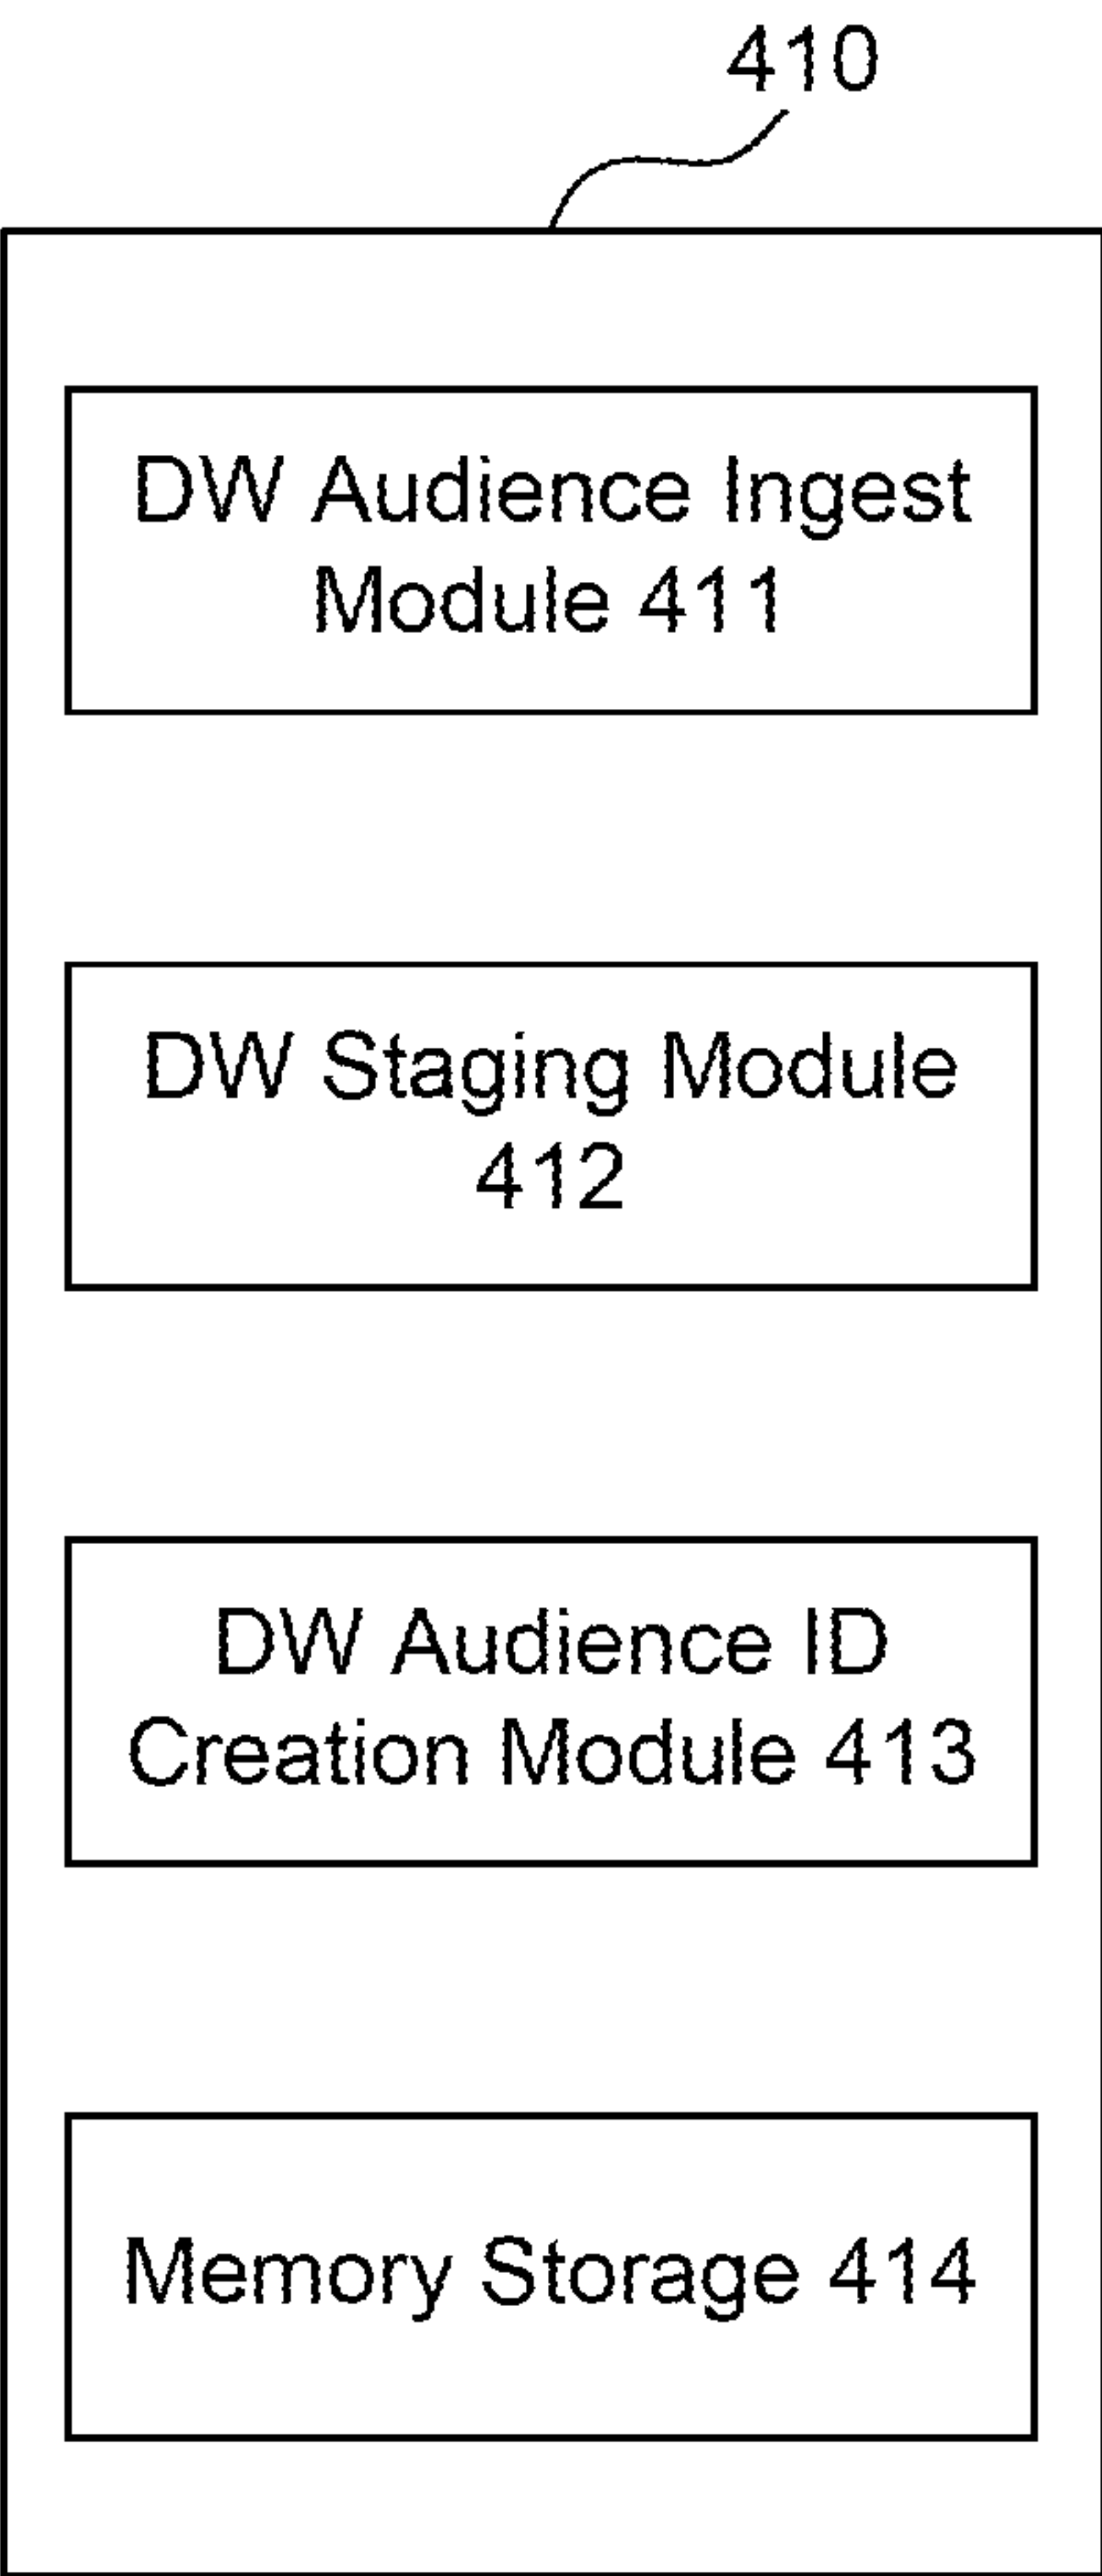 410
DW Audience Ingest
Module 411
DW Staging Module
412
DW Audience ID
Creation Module 413
Memory Storage 414